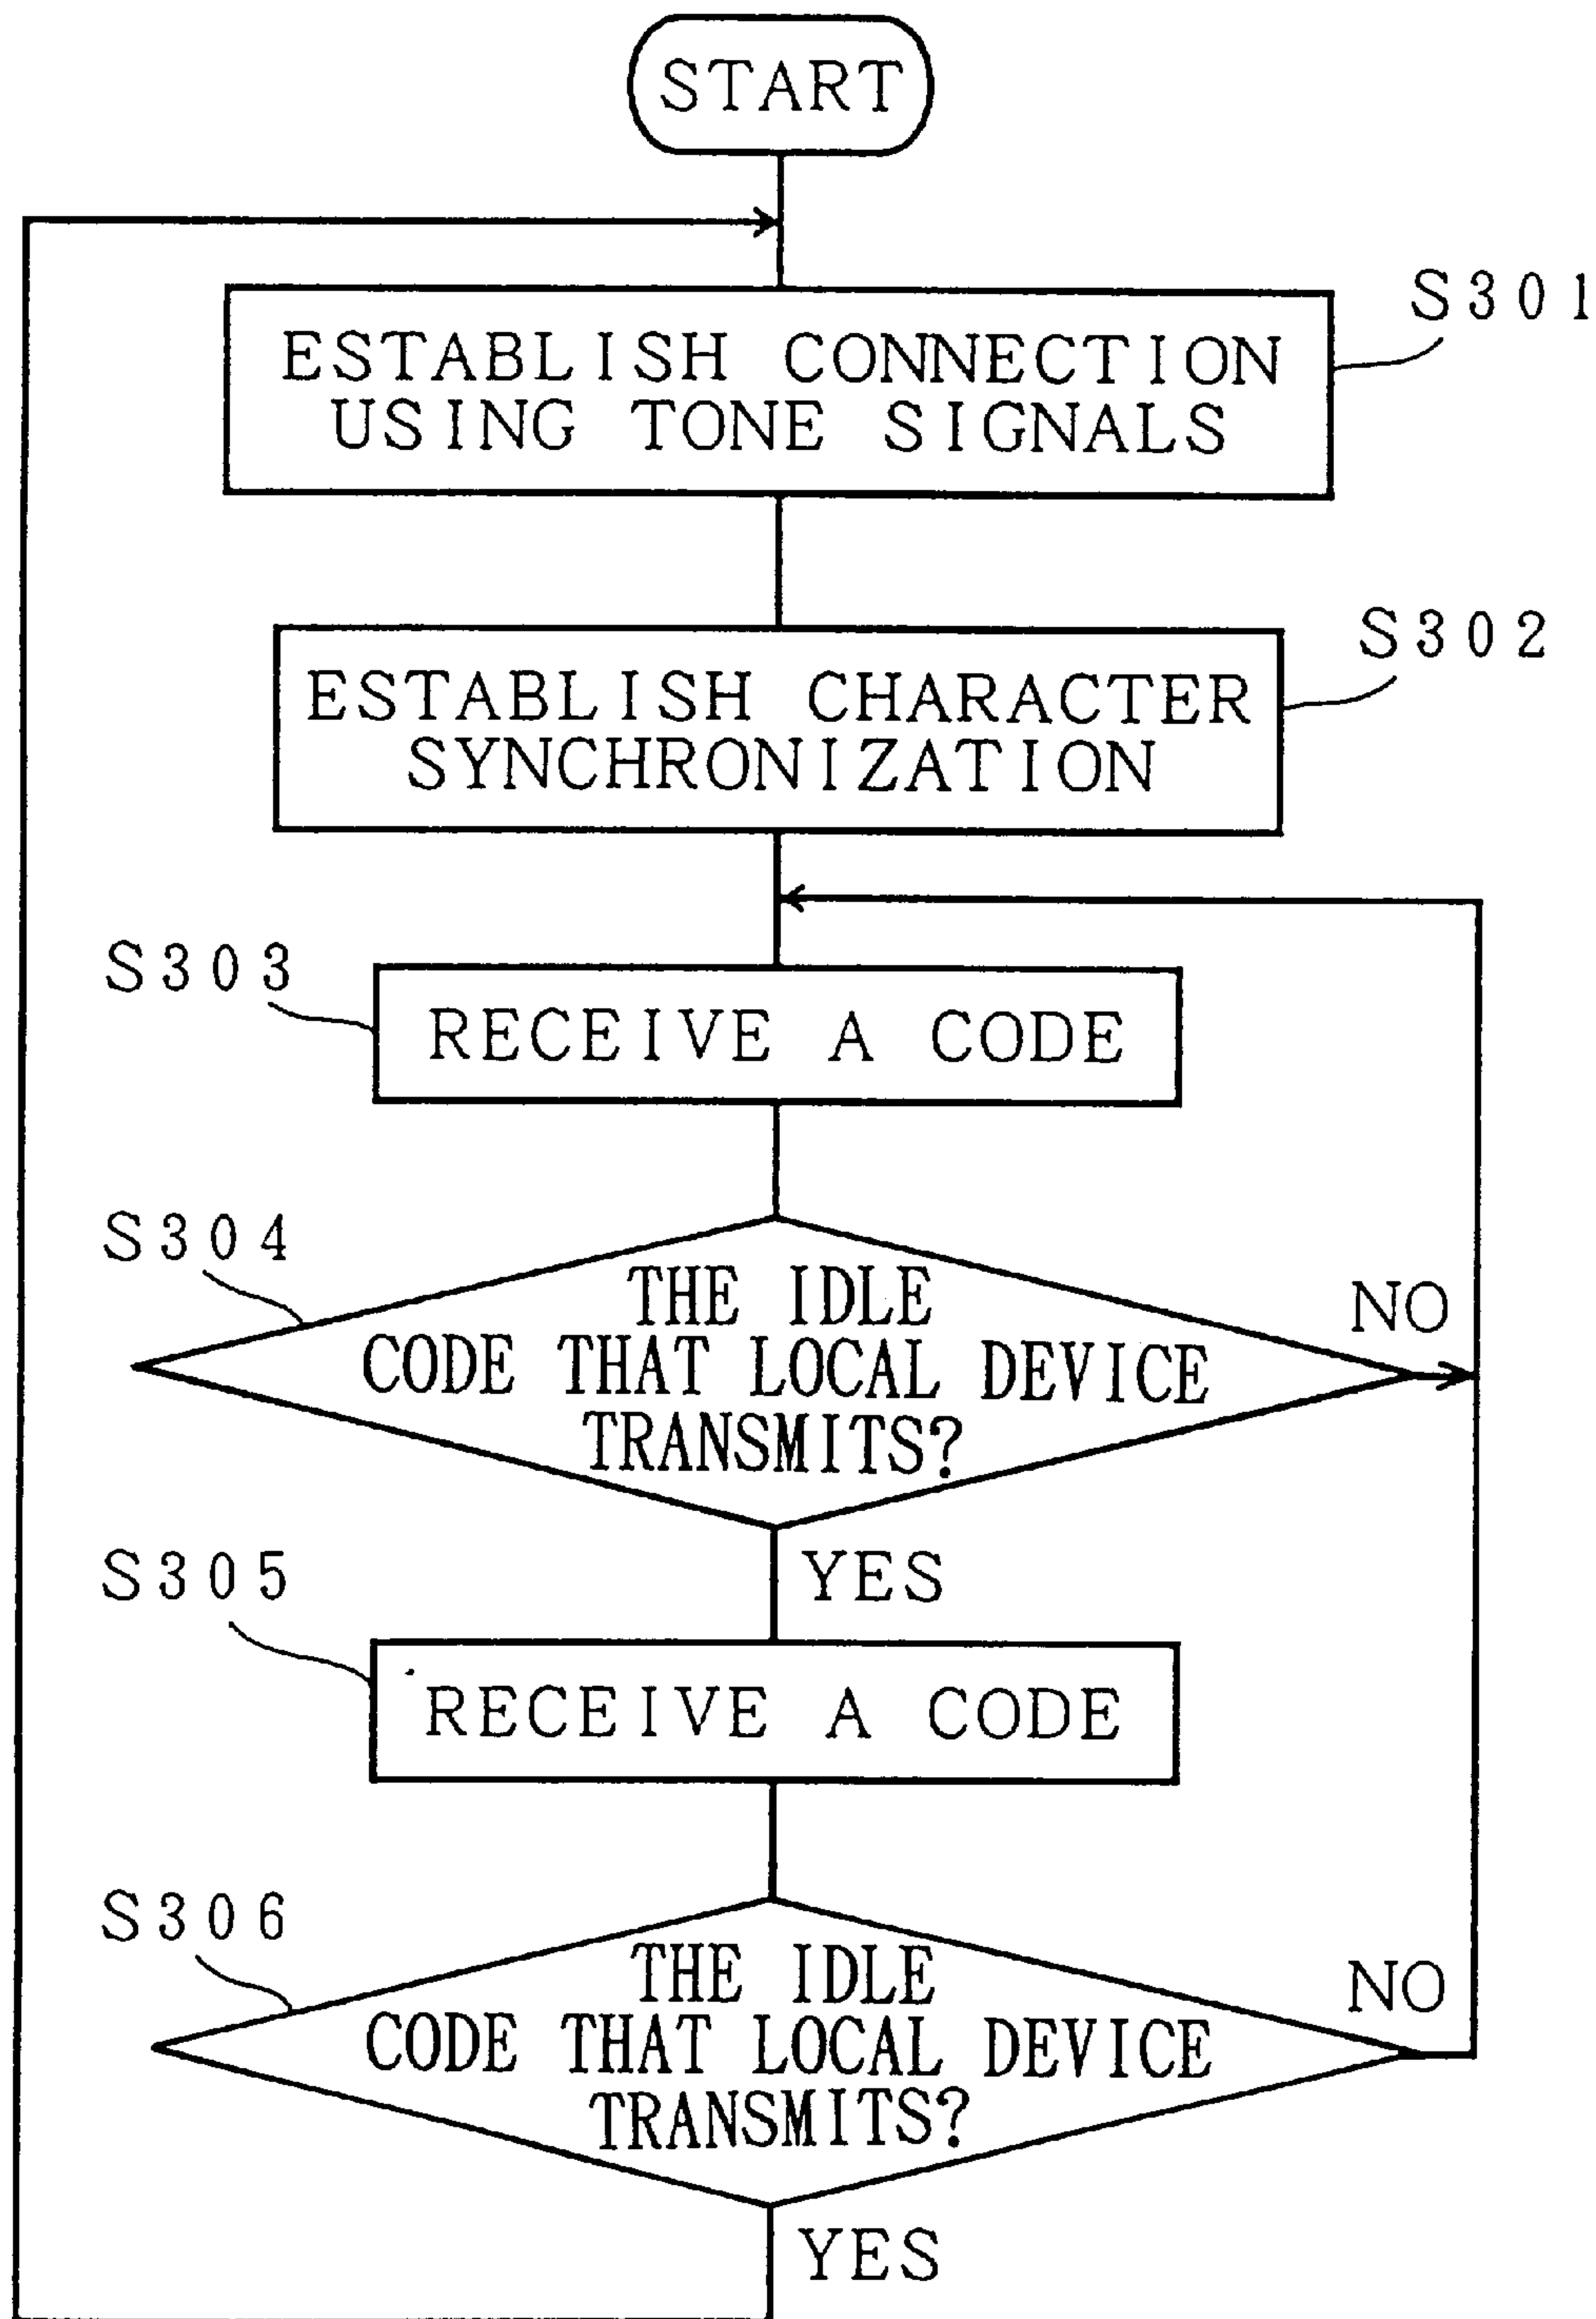 START
S301
ESTABLISH CONNECTION
USING TONE SIGNALS
S302
ESTABLISH CHARACTER
SYNCHRONIZATION
S303
RECEIVE A CODE
S304
THE IDLE
CODE THAT LOCAL DEVICE
TRANSMITS?
NO
YES
S305
RECEIVE A CODE
S306
THE IDLE
CODE THAT LOCAL DEVICE
TRANSMITS?
NO
YES